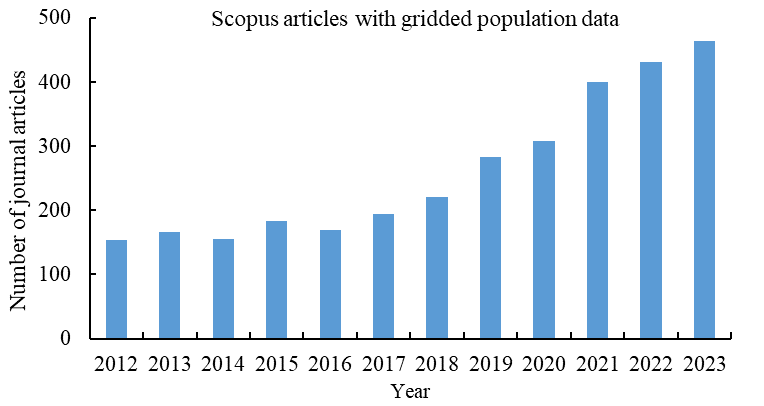 Scopus articles with gridded population data
Number of journal articles
500
400
300
200
100
0
2012 2013 2014 2015 2016 2017 2018 2019 2020 2021 2022 2023
Year